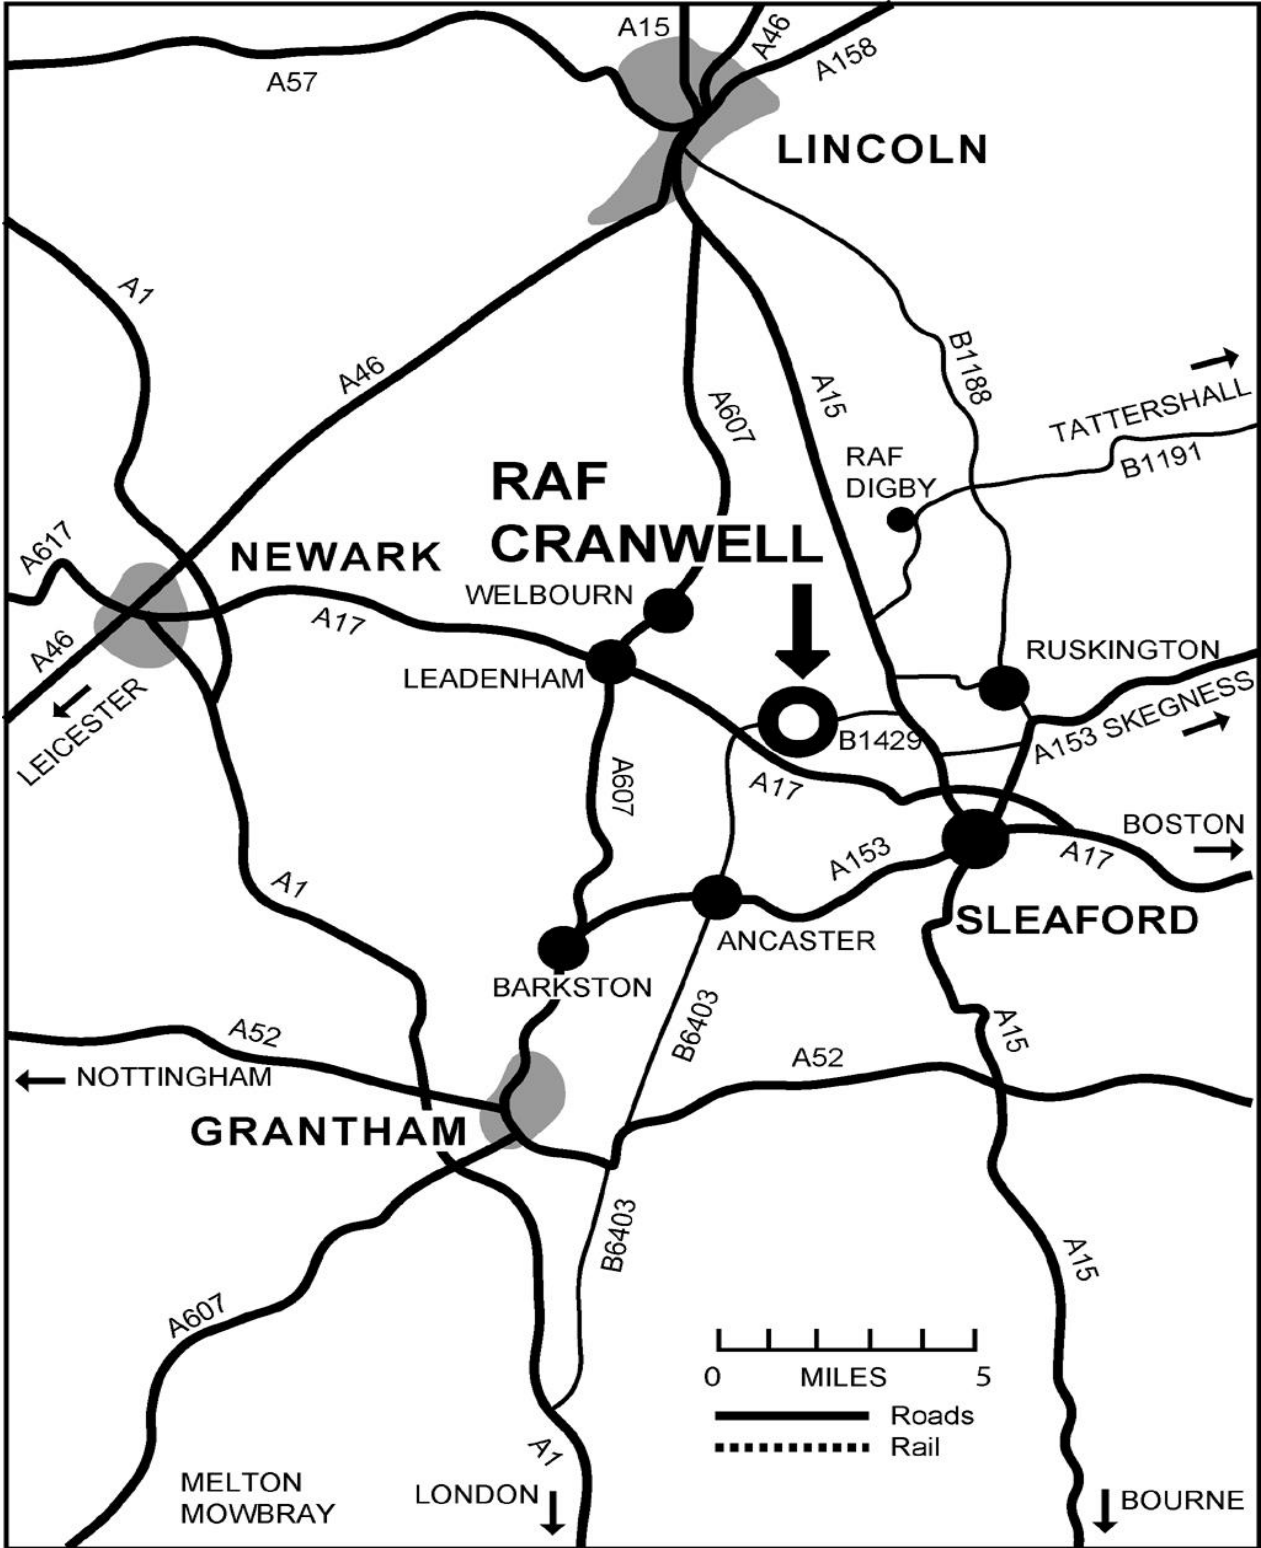 A15
A46
A158
A57
LINCOLN
A1
A46
A607
A15
B1188
TATTERSHALL
B1191
RAF
DIGBY
RAF
CRANWELL
A617
NEWARK
WELBOURN
A17
A46
LEICESTER
LEADENHAM
RUSKINGTON
A153 SKEGNESS
B1429
A607
A17
BOSTON
A17
A153
A1
SLEAFORD
ANCASTER
BARKSTON
B6403
A15
A52
A52
NOTTINGHAM
GRANTHAM
B6403
A15
A607
0 MILES 5
Roads
Rail
A1
MELTON
MOWBRAY
LONDON
BOURNE